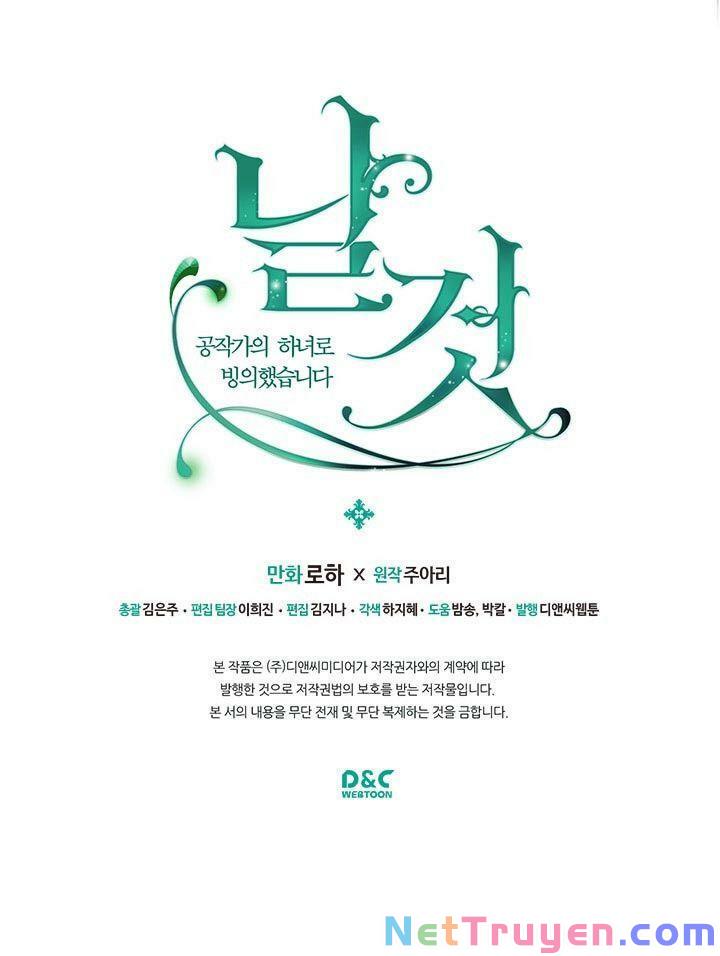 날것
공작가의 하녀로
빙의했습니다
만화 로하 x 원작 주아리
총괄 김은주 • 편집 팀장 이희진 • 편집 김지나 • 각색 하지혜 • 도움 밤송, 박칼 • 발행 디앤씨웹툰
본 작품은 (주)디앤씨미디어가 저작권자와의 계약에 따라
발행한 것으로 저작권법의 보호를 받는 저작물입니다.
본 서의 내용을 무단 전재 및 무단 복제하는 것을 금합니다.
D&C
WEBTOON
NetTruyen.com